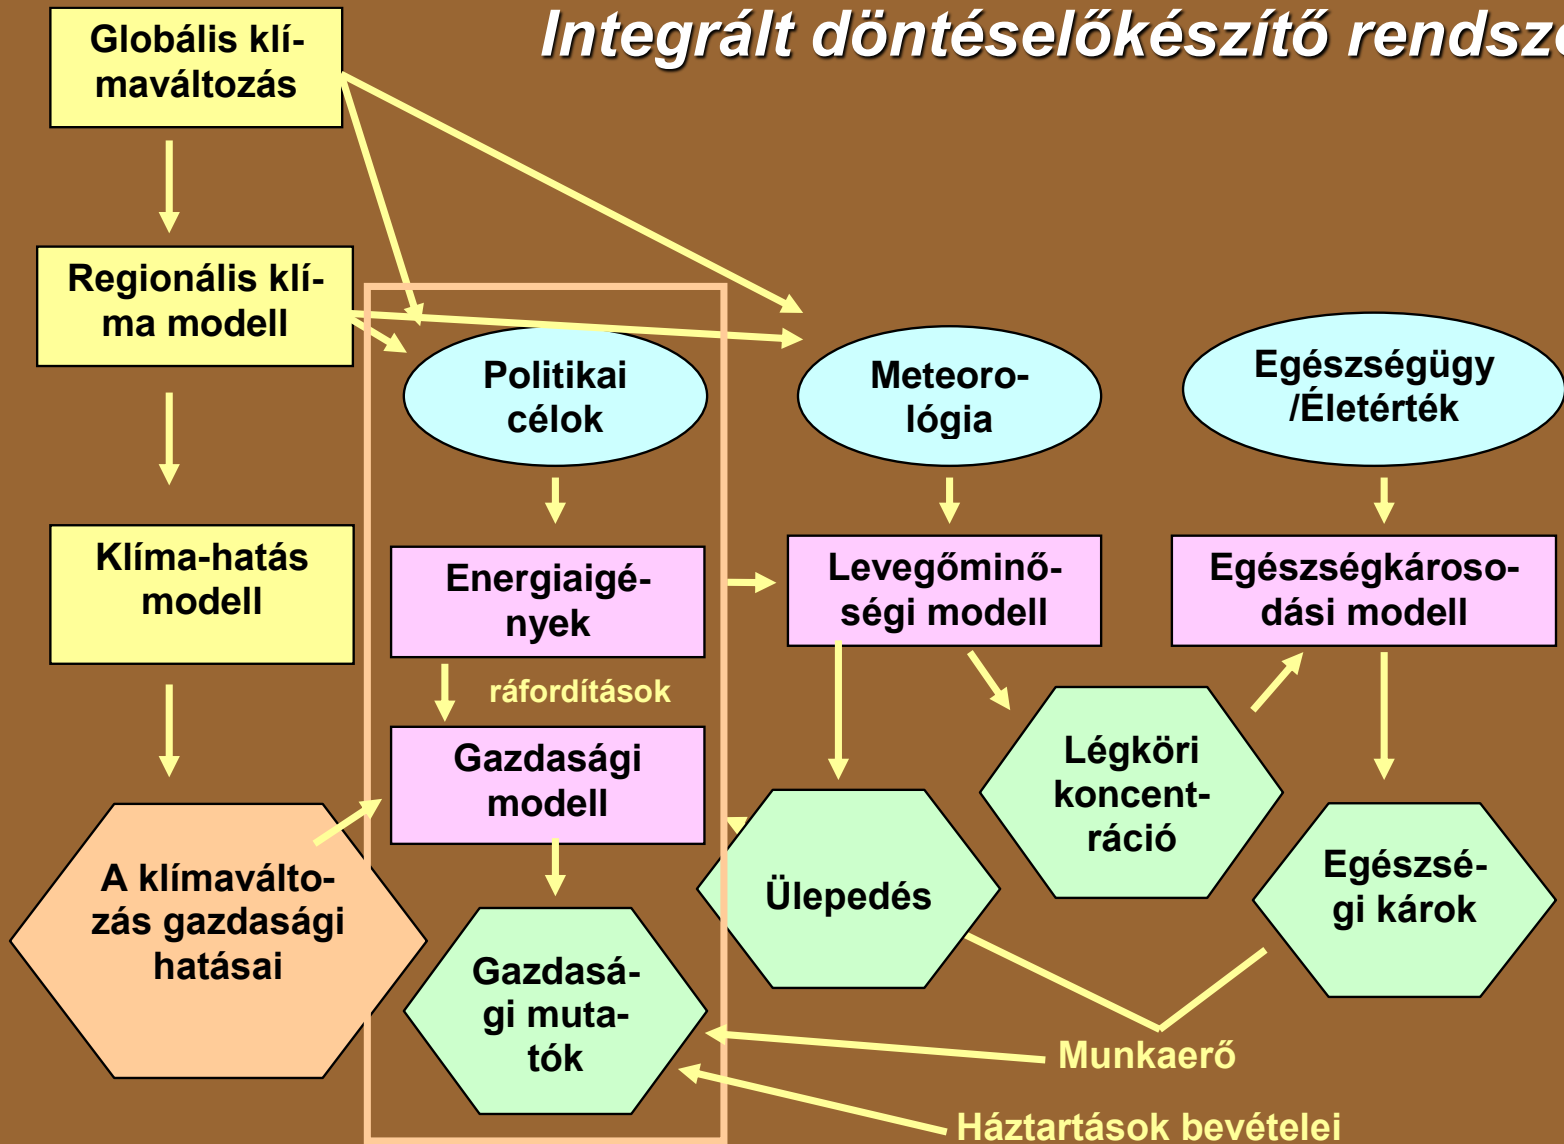 Integrált döntéselőkészítő
Globális klí-
maváltozás
Regionális klí-
ma modell
Politikai
célok
Meteoro-
lógia
Egészségügy
/Életérték
Klíma-hatás
modell
Energiaigé-
nyek
Levegőminő-
ségi modell
Egészségkároso-
dási modell
ráfordítások
Gazdasági
modell
Légköri
koncent-
ráció
A klímaválto-
zás gazdasági
hatásai
Ülepedés
Egészsé-
gi károk
Gazdasá-
gi muta-
tók
Munkaerő
Háztartások bevételei